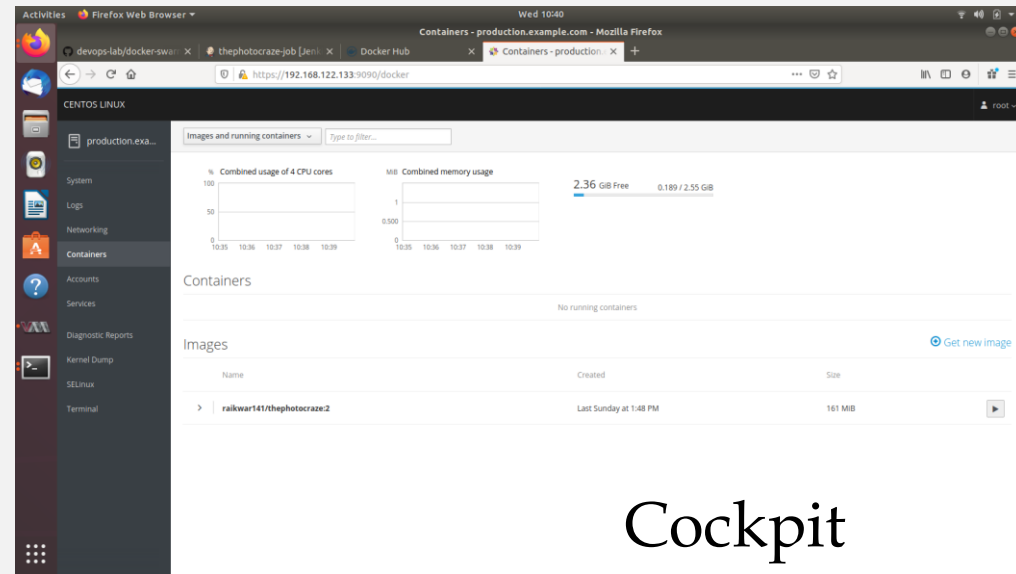 Activities Firefox Web Browser Wed 10:40
Containers - production.example.com - Mozilla Firefox
devops-lab/docker-swar thephotocraze-job [Jenk Docker Hub Containers - production.e
https://192.168.122.133:9090/docker
CENTOS LINUX root
production.exa... Images and running containers Type to filter...
% Combined usage of 4 CPU cores MiB Combined memory usage
2.36 GiB Free 0.189 / 2.55 GiB
100
1
50
0.500
0 0
10:35 10:36 10:37 10:38 10:39 10:35 10:36 10:37 10:38 10:39
System
Logs
Networking
Containers
Accounts
Services
Diagnostic Reports
Kernel Dump
SELinux
Terminal
Containers
No running containers
Images Get new image
Name Created Size
raikwar141/thephotocraze:2 Last Sunday at 1:48 PM 161 MiB
Cockpit